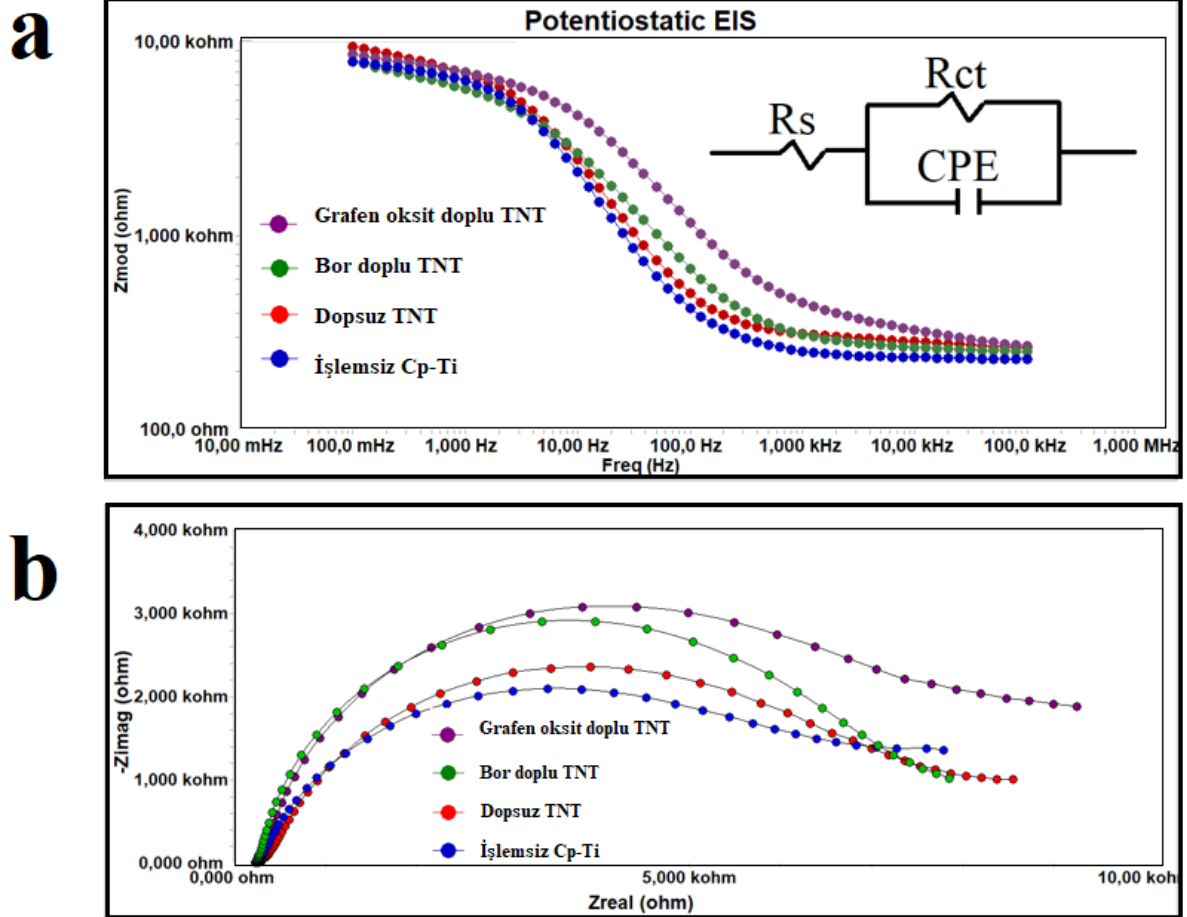 a
Potentiostatic EIS
10,00 kohm
1,000 kohm
100,0 ohm
Zmod (ohm)
Rct
Rs
CPE
Grafen oksit doplu TNT
Bor doplu TNT
Dopsuz TNT
İşlemsiz Cp-Ti
10,00 mHz 100,0 mHz 1,000 Hz 10,00 Hz 100,0 Hz 1,000 kHz 10,00 kHz 100,0 kHz 1,000 MHz
Freq (Hz)
b
4,000 kohm
3,000 kohm
2,000 kohm
1,000 kohm
0,000 ohm
-Zimag (ohm)
Grafen oksit doplu TNT
Bor doplu TNT
Dopsuz TNT
İşlemsiz Cp-Ti
0,000 ohm 5,000 kohm 10,00 kohm
Zreal (ohm)